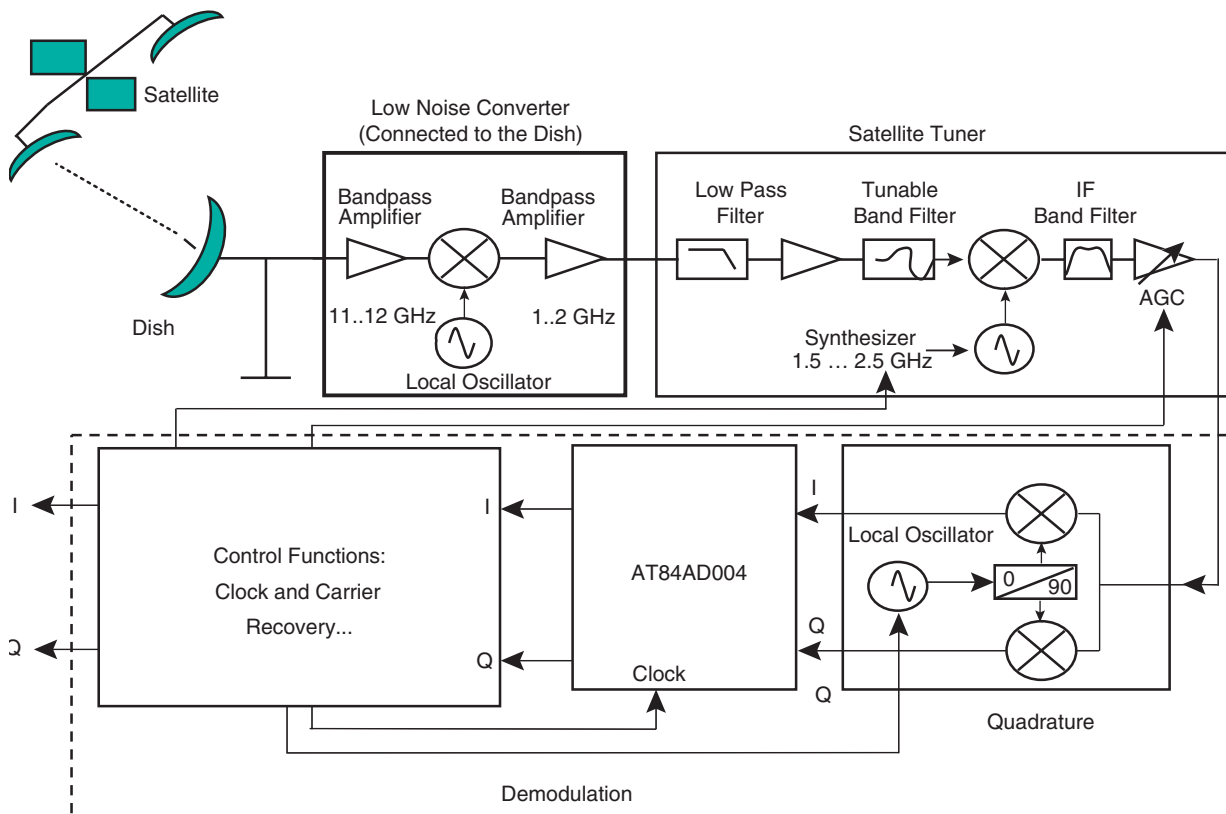 Satellite
Low Noise Converter
(Connected to the Dish)
Satellite Tuner
Bandpass
Amplifier
Bandpass
Amplifier
Low Pass
Filter
Tunable
Band Filter
IF
Band Filter
AGC
Dish
11..12 GHz
1..2 GHz
Local Oscillator
Synthesizer
1.5 ... 2.5 GHz
I
Q
Control Functions:
Clock and Carrier
Recovery...
I
Q
AT84AD004
Clock
I
Q
Q
Local Oscillator
0
90
Quadrature
Demodulation